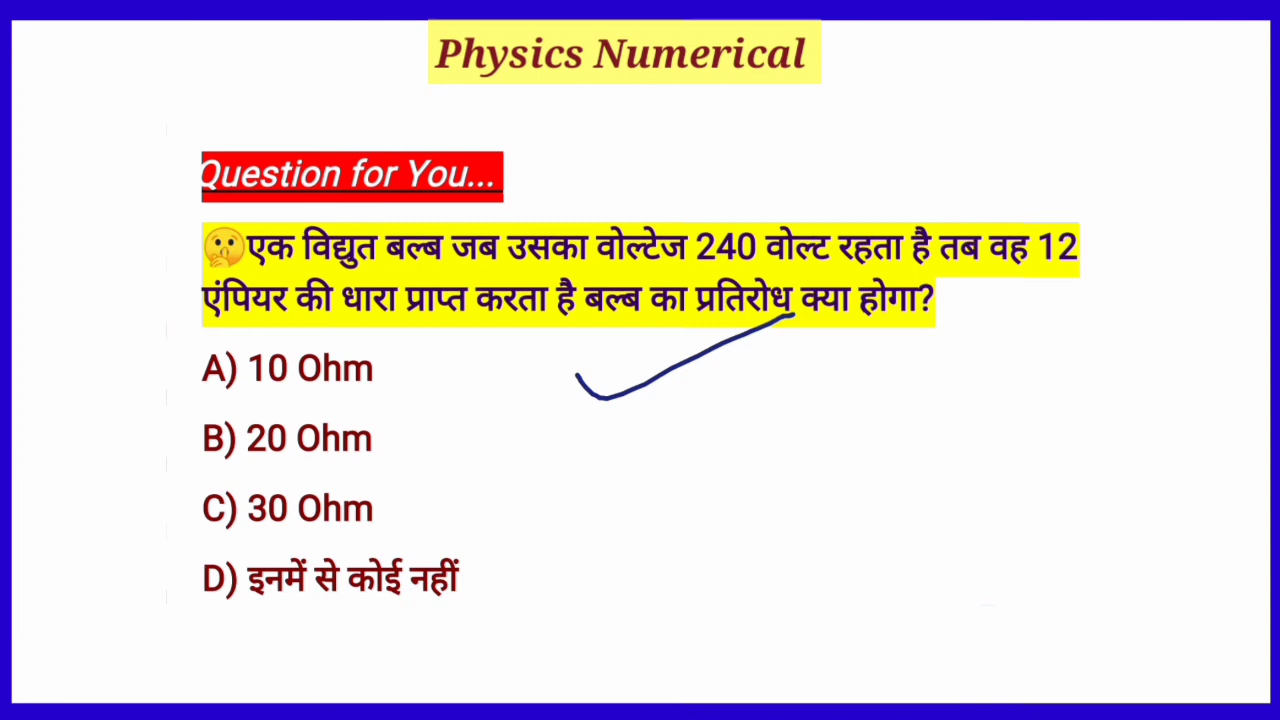 Physics Numerical
Question for You...
🤫एक विद्युत बल्ब जब उसका वोल्टेज 240 वोल्ट रहता है तब वह 12
एंपियर की धारा प्राप्त करता है बल्ब का प्रतिरोध क्या होगा?
A) 10 Ohm
B) 20 Ohm
C) 30 Ohm
D) इनमें से कोई नहीं